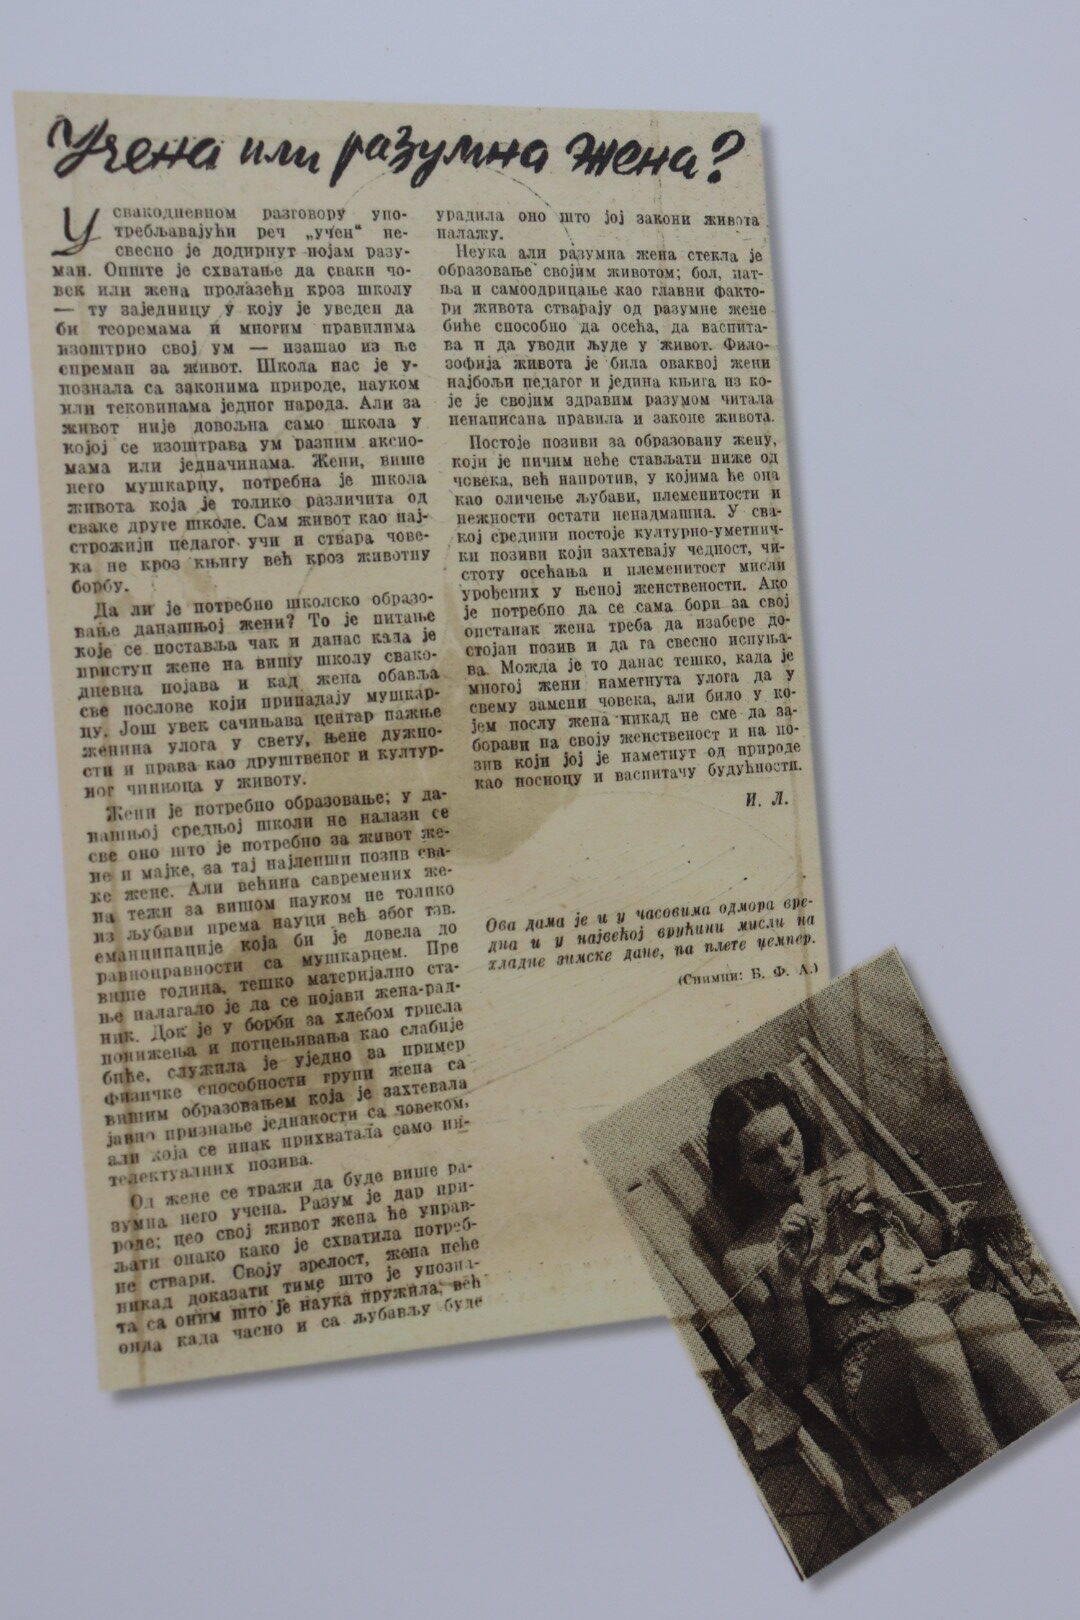 Учена или разумна жена?
У свакодневном разговору упо-
требљавајући реч „учен“ не-
свесно је додирнут појам разу-
ман. Опште је схватање да сваки чо-
век или жена пролазећи кроз школу
— ту заједницу у коју је уведен да
би теоремама и многим правилима
изоштрио свој ум — изашао из ње
спреман за живот. Школа нас је у-
познала са законима природе, науком
или тековинама једног народа. Али за
живот није довољна само школа у
којој се изоштрава ум разним аксио-
мама или једначинама. Жени, више
него мушкарцу, потребна је школа
живота која је толико различита од
сваке друге школе. Сам живот као нај-
строжији педагог учи и ствара чове-
ка не кроз књигу већ кроз животну
борбу.
Да ли је потребно школско образо-
вање данашњој жени? То је питање
које се поставља чак и данас када је
приступ жене на вишу школу свако-
дневна појава и кад жена обавља
све послове који припадају мушкар-
цу. Још увек сачињава центар пажње
женина улога у свету, њене дужно-
сти и права као друштвеног и култур-
ног чиниоца у животу.
Жени је потребно образовање; у да-
нашњој средњој школи не налази се
све оно што је потребно за живот же-
не и мајке, за тај најлепши позив сва-
ке жене. Али већина савремених же-
на тежи за вишом науком не толико
из љубави према науци већ због тзв.
еманципације која би је довела до
равноправности са мушкарцем. Пре
више година, тешко материјално ста-
ње налагало је да се појави жена-рад-
ник. Док је у борби за хлебом трпела
понижења и потцењивања као слабије
биће, служила је уједно за пример
физичке способности групи жена са
вишим образовањем која је захтевала
јавно признање једнакости са човеком,
али која се ипак прихватала само ин-
телектуалних позива.
Од жене се тражи да буде више ра-
зумна него учена. Разум је дар при-
роде; цео свој живот жена ће управ-
љати онако како је схватила потреб-
не ствари. Своју зрелост, жена неће
никад доказати тиме што је упозна-
та са оним што је наука пружила, већ
онда када часно и са љубављу буде
урадила оно што јој закони живота
налажу.
Неука али разумна жена стекла је
образовање својим животом; бол, пат-
ња и самоодрицање као главни факто-
ри живота стварају од разумне жене
биће способно да осећа, да васпита-
ва и да уводи људе у живот. Фило-
зофија живота је била оваквој жени
најбољи педагог и једина књига из ко-
је је својим здравим разумом читала
ненаписана правила и законе живота.
Постоје позиви за образовану жену,
који је ничим неће стављати ниже од
човека, већ напротив, у којима ће она
као оличење љубави, племенитости и
нежности остати ненадмашна. У сва-
кој средини постоје културно-уметнич-
ки позиви који захтевају чедност, чи-
стоту осећања и племенитост мисли
урођених у њеној женствености. Ако
је потребно да се сама бори за свој
опстанак жена треба да изабере до-
стојан позив и да га свесно испуња-
ва. Можда је то данас тешко, када је
многој жени наметнута улога да у
свему замени човека, али било у ко-
јем послу жена никад не сме да за-
борави на своју женственост и на по-
зив који јој је наметнут од природе
као носиоцу и васпитачу будућности.
И. Л.
Ова дама је и у часовима одмора вре-
дна и у највећој врућини мисли на
хладне зимске дане, па плете џемпер.
(Снимци: Б. Ф. А.)